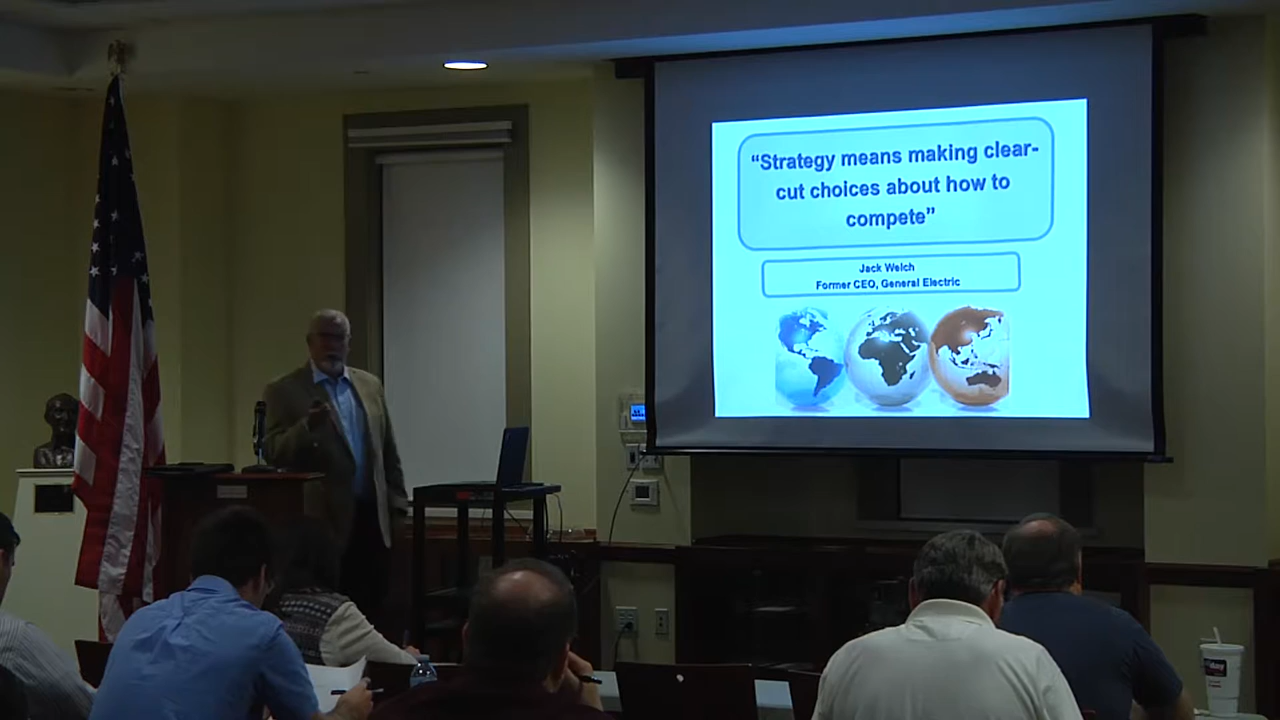 “Strategy means making clear-
cut choices about how to
compete”
Jack Welch
Former CEO, General Electric